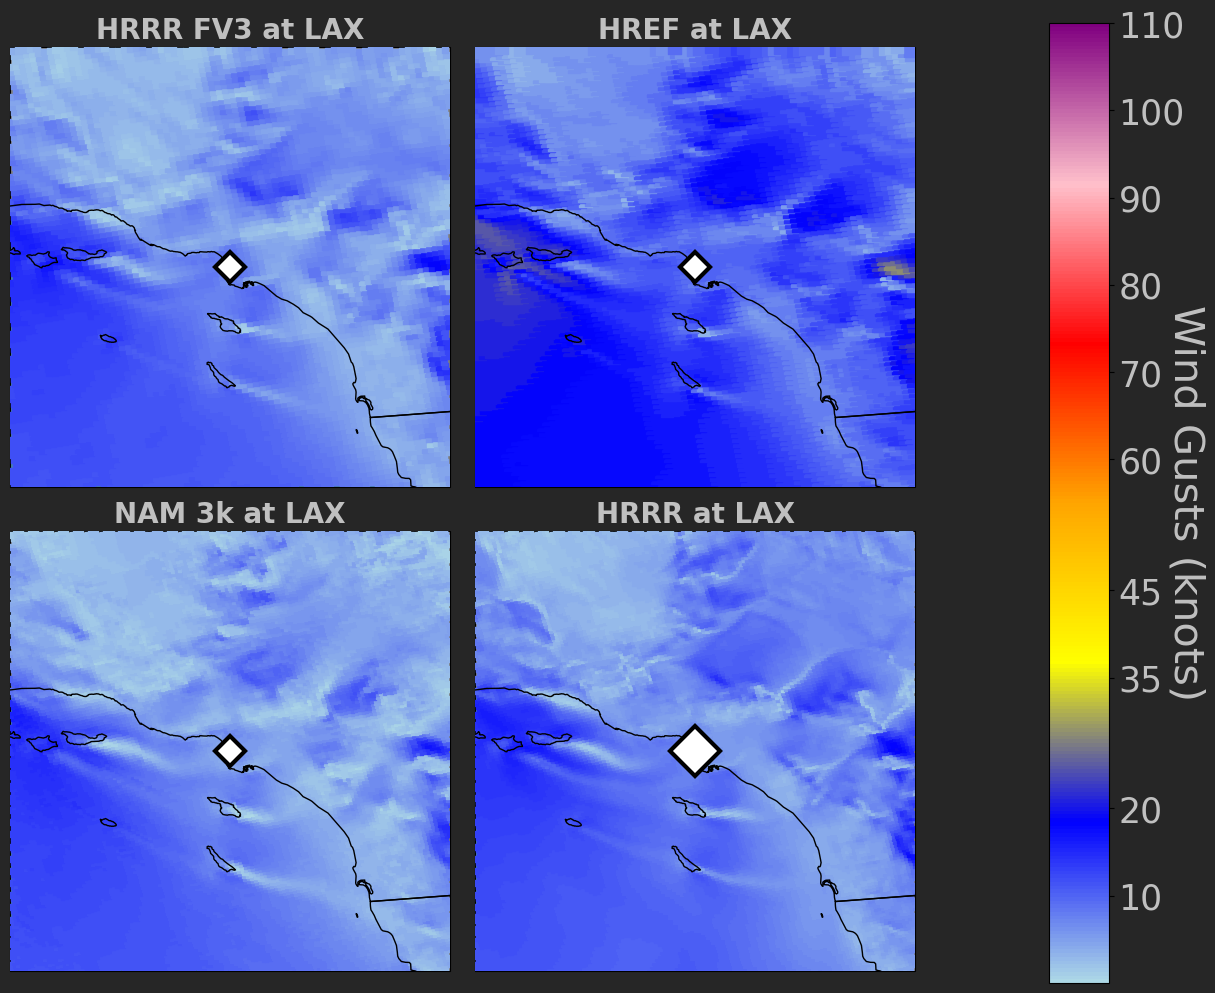 HRRR FV3 at LAX
HREF at LAX
NAM 3k at LAX
HRRR at LAX
110
100
90
80
70
60
45
35
20
10
Wind Gusts (knots)